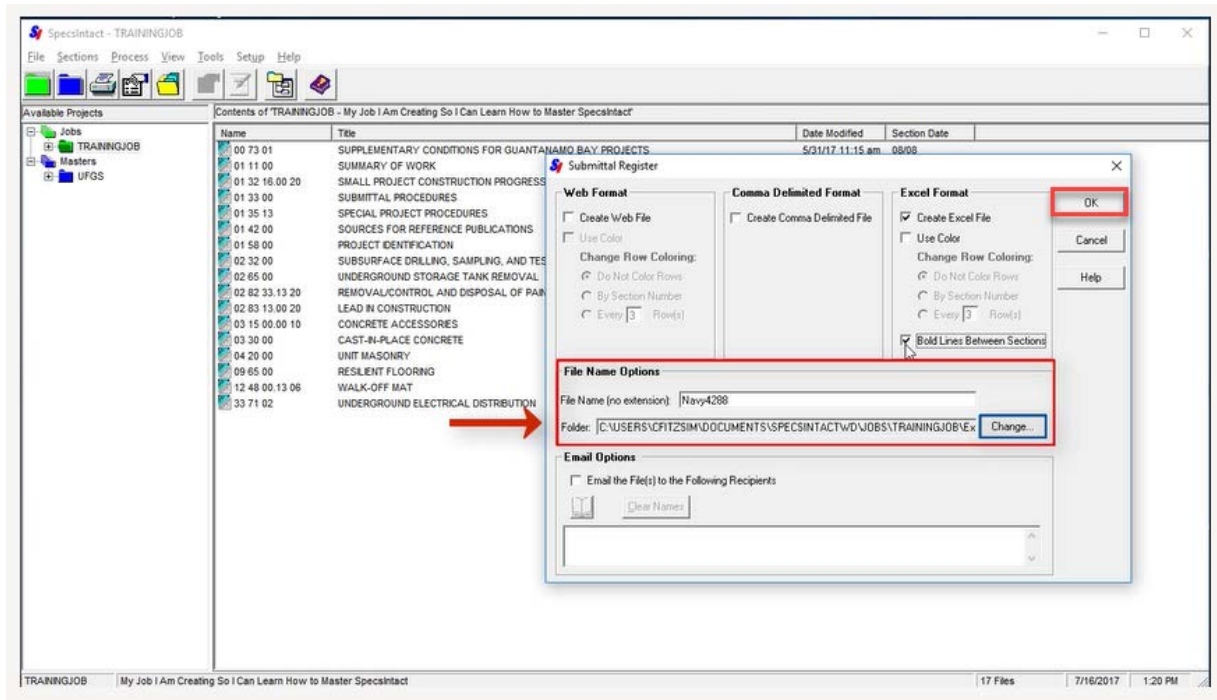 SpecsIntact - TRAININGJOB
File Sections Process View Tools Setup Help
Available Projects
Contents of 'TRAININGJOB - My Job I Am Creating So I Can Learn How to Master SpecsIntact'
Jobs
TRAININGJOB
Masters
UFGS
Name Title Date Modified Section Date
00 73 01 SUPPLEMENTARY CONDITIONS FOR GUANTANAMO BAY PROJECTS 5/31/17 11:15 am 08/08
01 11 00 SUMMARY OF WORK
01 32 16.00 20 SMALL PROJECT CONSTRUCTION PROGRESS
01 33 00 SUBMITTAL PROCEDURES
01 35 13 SPECIAL PROJECT PROCEDURES
01 42 00 SOURCES FOR REFERENCE PUBLICATIONS
01 58 00 PROJECT IDENTIFICATION
02 32 00 SUBSURFACE DRILLING, SAMPLING, AND TES
02 65 00 UNDERGROUND STORAGE TANK REMOVAL
02 82 33.13 20 REMOVAL/CONTROL AND DISPOSAL OF PAIN
02 83 13.00 20 LEAD IN CONSTRUCTION
03 15 00.00 10 CONCRETE ACCESSORIES
03 30 00 CAST-IN-PLACE CONCRETE
04 20 00 UNIT MASONRY
09 65 00 RESILIENT FLOORING
12 48 00.13 06 WALK-OFF MAT
33 71 02 UNDERGROUND ELECTRICAL DISTRIBUTION
Submittal Register
Web Format
Create Web File
Use Color
Change Row Coloring:
Do Not Color Rows
By Section Number
Every 3 Row(s)
Comma Delimited Format
Create Comma Delimited File
Excel Format
Create Excel File
Use Color
Change Row Coloring:
Do Not Color Rows
By Section Number
Every 3 Row(s)
Bold Lines Between Sections
OK
Cancel
Help
File Name Options
File Name (no extension): Navy4288
Folder: C:\USERS\CFITZSIM\DOCUMENTS\SPECSINTACT\WD\JOBS\TRAININGJOB\Ex Change...
Email Options
Email the File(s) to the Following Recipients
Clear Names
TRAININGJOB My Job I Am Creating So I Can Learn How to Master SpecsIntact 17 Files 7/16/2017 1:20 PM